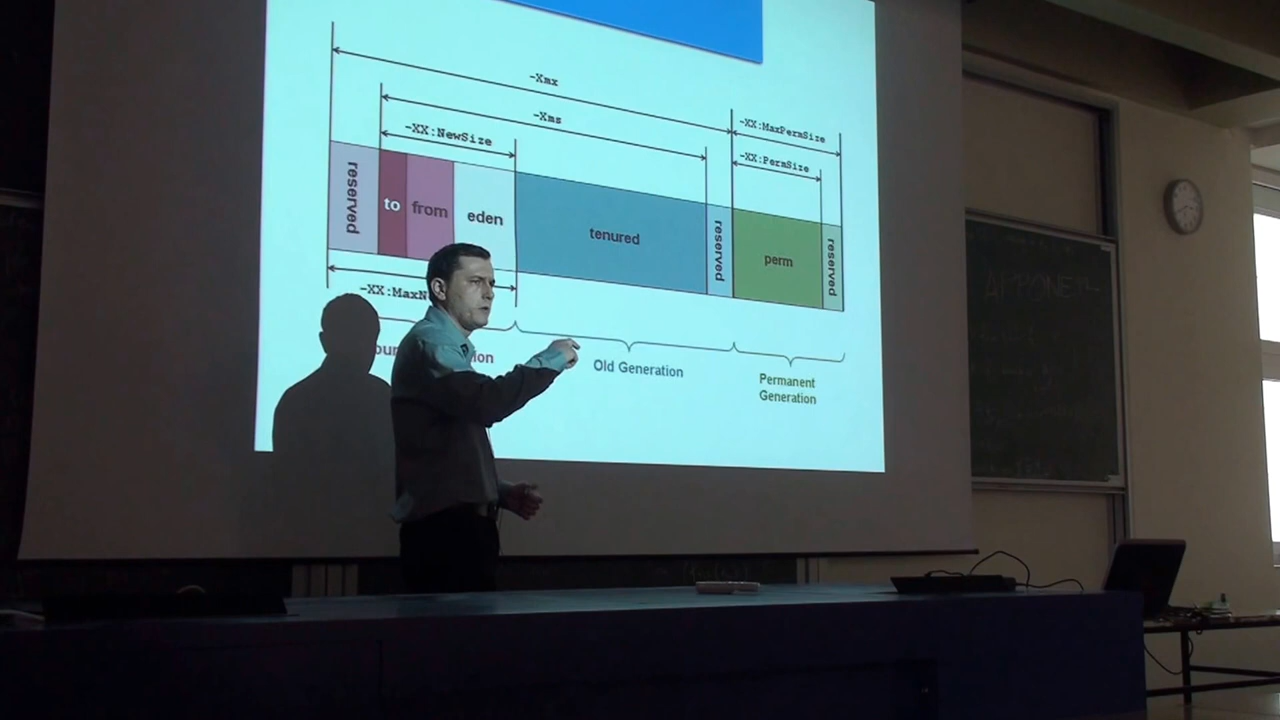 -Xmx
-Xms
-XX:MaxPermSize
-XX:NewSize
-XX:PermSize
reserved
to
from
eden
tenured
reserved
perm
reserved
-XX:MaxN
Old Generation
Permanent
Generation